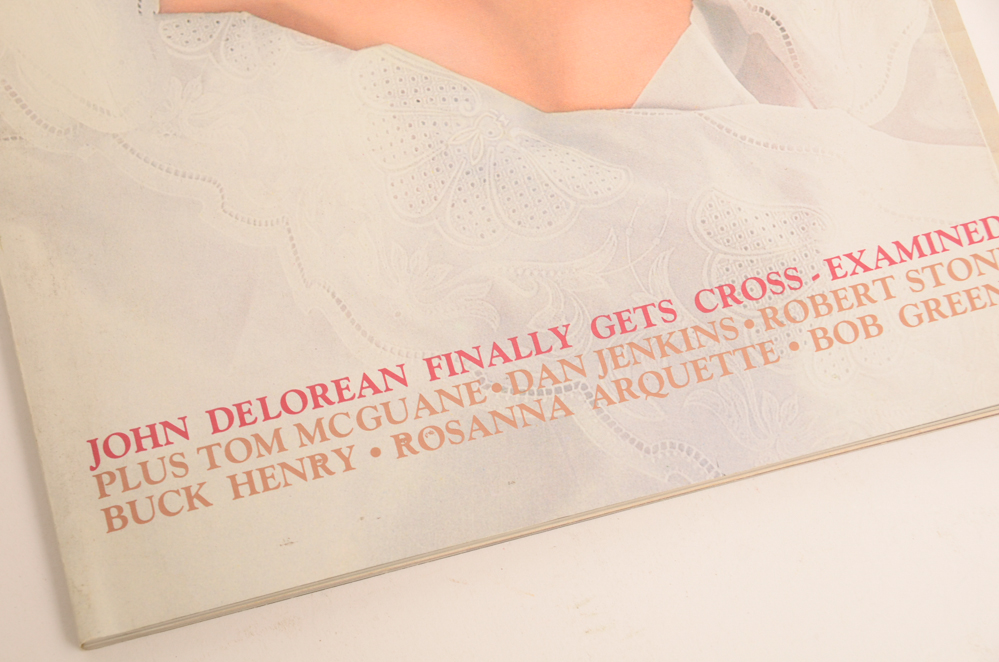 JOHN DELOREAN FINALLY GETS CROSS-EXAMINED
PLUS TOM MCGUANE • DAN JENKINS • ROBERT STON
BUCK HENRY • ROSANNA ARQUETTE • BOB GREEN